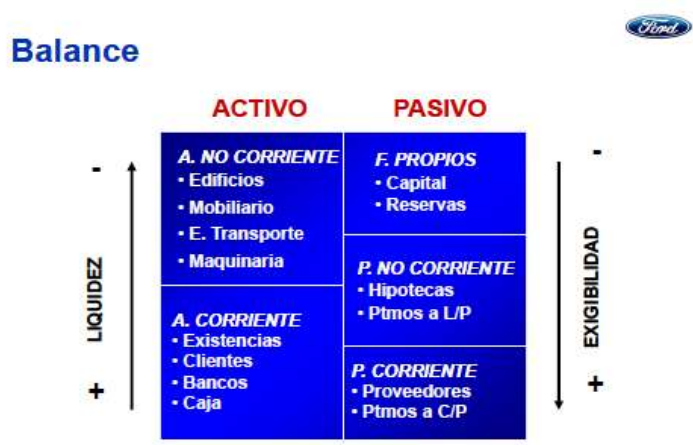 Ford
Balance
ACTIVO
PASIVO
-
LIQUIDEZ
+
A. NO CORRIENTE
• Edificios
• Mobiliario
• E. Transporte
• Maquinaria
A. CORRIENTE
• Existencias
• Clientes
• Bancos
• Caja
F. PROPIOS
• Capital
• Reservas
P. NO CORRIENTE
• Hipotecas
• Ptmos a L/P
P. CORRIENTE
• Proveedores
• Ptmos a C/P
-
EXIGIBILIDAD
+